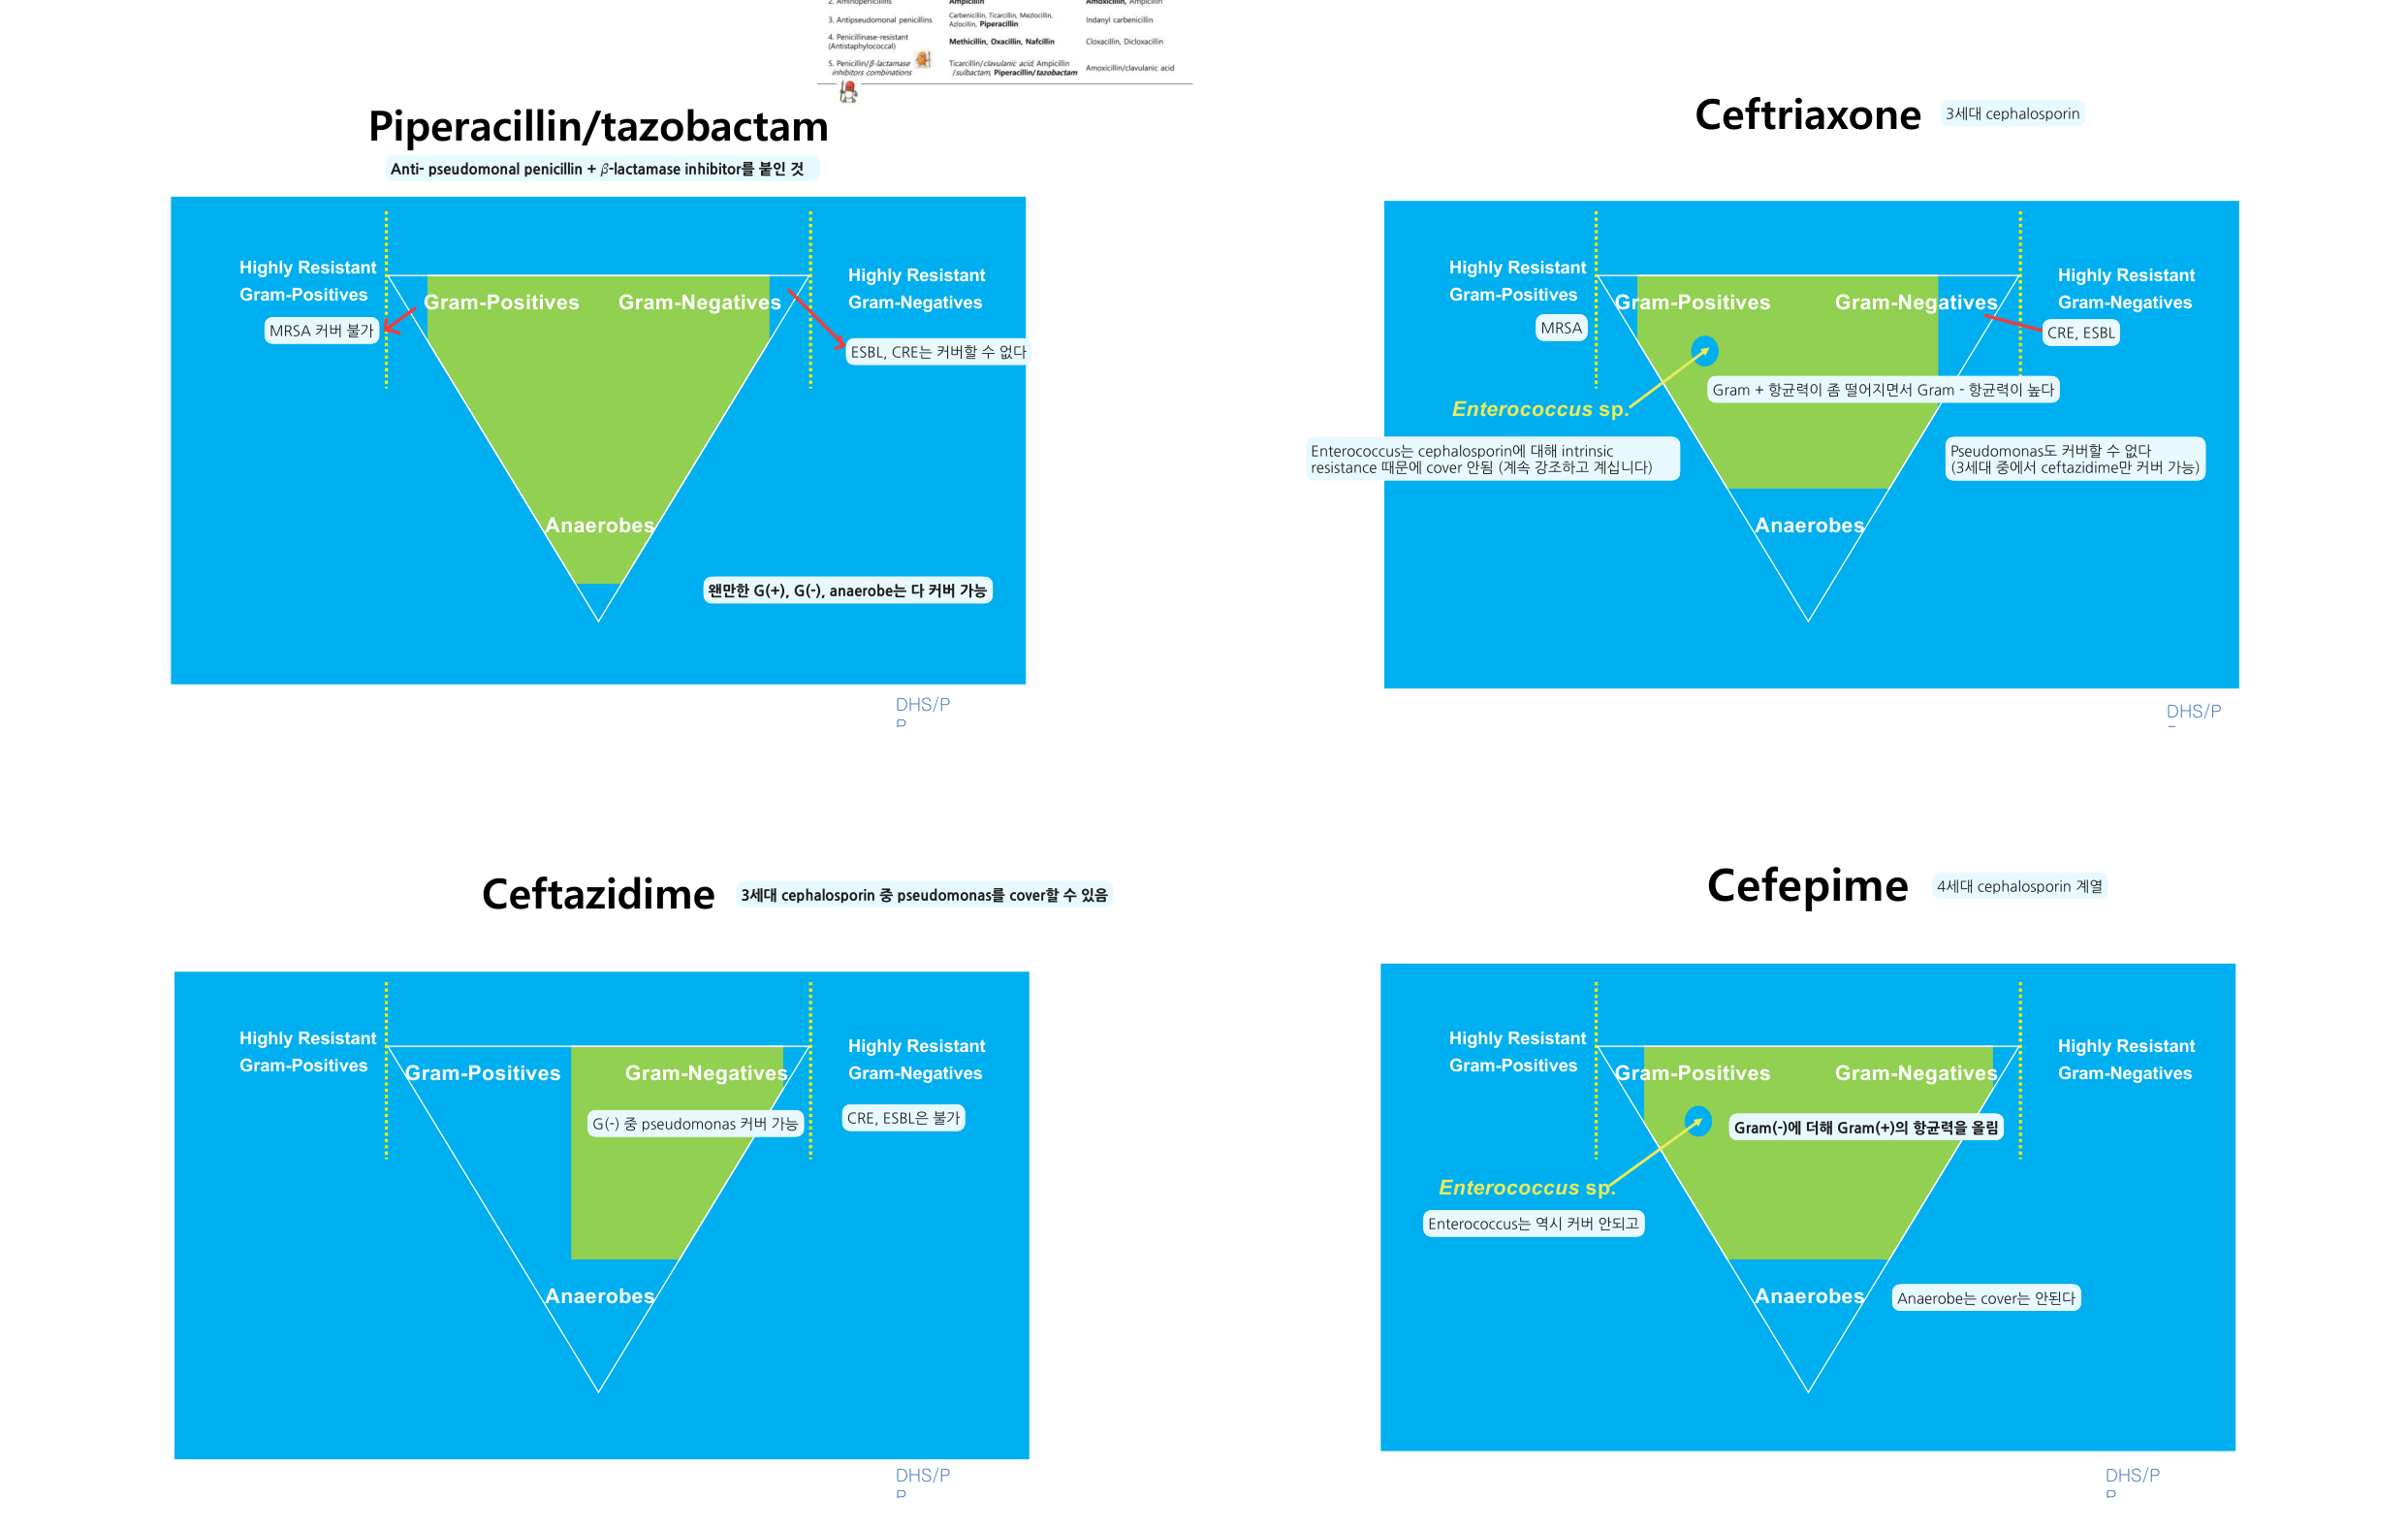 2. Aminopenicillins Ampicillin Amoxicillin, Ampicillin
3. Antipseudomonal penicillins Carbenicillin, Ticarcillin, Mezlocillin, Azlocillin, Piperacillin Indanyl carbenicillin
4. Penicillinase-resistant (Antistaphylococcal) Methicillin, Oxacillin, Nafcillin Cloxacillin, Dicloxacillin
5. Penicillin/β-lactamase inhibitors combinations Ticarcillin/clavulanic acid, Ampicillin /sulbactam, Piperacillin/tazobactam Amoxicillin/clavulanic acid
Piperacillin/tazobactam
Anti- pseudomonal penicillin + β-lactamase inhibitor를 붙인 것
Highly Resistant
Gram-Positives
MRSA 커버 불가
Gram-Positives
Gram-Negatives
Highly Resistant
Gram-Negatives
ESBL, CRE는 커버할 수 없다
Anaerobes
왠만한 G(+), G(-), anaerobe는 다 커버 가능
DHS/P
P
Ceftriaxone
3세대 cephalosporin
Highly Resistant
Gram-Positives
MRSA
Gram-Positives
Gram-Negatives
Highly Resistant
Gram-Negatives
CRE, ESBL
Gram + 항균력이 좀 떨어지면서 Gram - 항균력이 높다
Enterococcus sp.
Enterococcus는 cephalosporin에 대해 intrinsic
resistance 때문에 cover 안됨 (계속 강조하고 계십니다)
Pseudomonas도 커버할 수 없다
(3세대 중에서 ceftazidime만 커버 가능)
Anaerobes
DHS/P
Ceftazidime
3세대 cephalosporin 중 pseudomonas를 cover할 수 있음
Highly Resistant
Gram-Positives
Gram-Positives
Gram-Negatives
Highly Resistant
Gram-Negatives
G(-) 중 pseudomonas 커버 가능
CRE, ESBL은 불가
Anaerobes
DHS/P
P
Cefepime
4세대 cephalosporin 계열
Highly Resistant
Gram-Positives
Gram-Positives
Gram-Negatives
Highly Resistant
Gram-Negatives
Gram(-)에 더해 Gram(+)의 항균력을 올림
Enterococcus sp.
Enterococcus는 역시 커버 안되고
Anaerobes
Anaerobe는 cover는 안된다
DHS/P
P